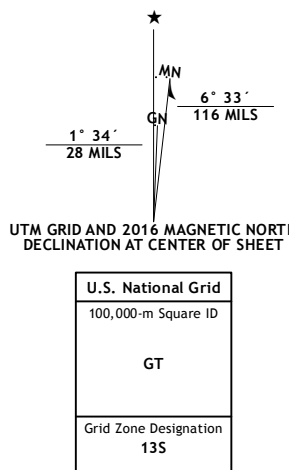 ★
MN
GN
6° 33´
116 MILS
1° 34´
28 MILS
UTM GRID AND 2016 MAGNETIC NORTH
DECLINATION AT CENTER OF SHEET
U.S. National Grid
100,000-m Square ID
GT
Grid Zone Designation
13S